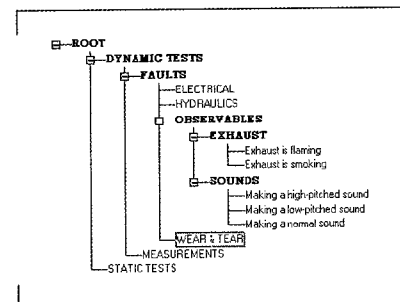 ROOT
DYNAMIC TESTS
FAULTS
ELECTRICAL
HYDRAULICS
OBSERVABLES
EXHAUST
Exhaust is flaming
Exhaust is smoking
SOUNDS
Making a high-pitched sound
Making a low-pitched sound
Making a normal sound
WEAR & TEAR
MEASUREMENTS
STATIC TESTS